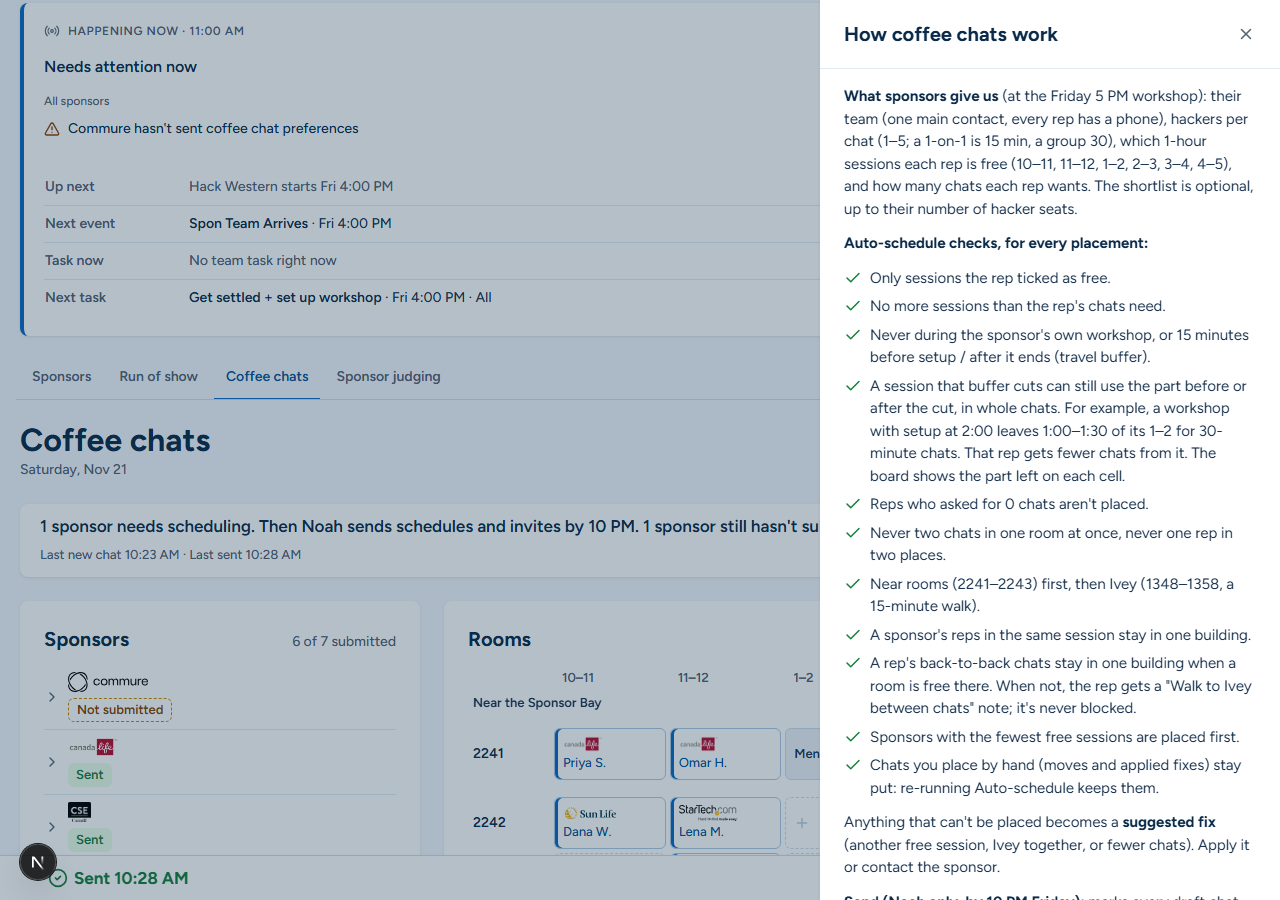 HAPPENING NOW · 11:00 AM
Needs attention now
All sponsors
Commure hasn't sent coffee chat preferences
Up next Hack Western starts Fri 4:00 PM
Next event Spon Team Arrives · Fri 4:00 PM
Task now No team task right now
Next task Get settled + set up workshop · Fri 4:00 PM · All
Sponsors Run of show Coffee chats Sponsor judging
Coffee chats
Saturday, Nov 21
1 sponsor needs scheduling. Then Noah sends schedules and invites by 10 PM. 1 sponsor still hasn't su
Last new chat 10:23 AM · Last sent 10:28 AM
Sponsors 6 of 7 submitted
commure
Not submitted
canada life
Sent
CSE
Sent
Rooms
10–11 11–12 1–2
Near the Sponsor Bay
2241
canada life
Priya S.
canada life
Omar H.
Men
2242
Sun Life
Dana W.
StarTech.com
Lena M.
N
Sent 10:28 AM
How coffee chats work
What sponsors give us (at the Friday 5 PM workshop): their
team (one main contact, every rep has a phone), hackers per
chat (1–5; a 1-on-1 is 15 min, a group 30), which 1-hour
sessions each rep is free (10–11, 11–12, 1–2, 2–3, 3–4, 4–5),
and how many chats each rep wants. The shortlist is optional,
up to their number of hacker seats.
Auto-schedule checks, for every placement:
Only sessions the rep ticked as free.
No more sessions than the rep's chats need.
Never during the sponsor's own workshop, or 15 minutes
before setup / after it ends (travel buffer).
A session that buffer cuts can still use the part before or
after the cut, in whole chats. For example, a workshop
with setup at 2:00 leaves 1:00–1:30 of its 1–2 for 30-
minute chats. That rep gets fewer chats from it. The
board shows the part left on each cell.
Reps who asked for 0 chats aren't placed.
Never two chats in one room at once, never one rep in
two places.
Near rooms (2241–2243) first, then Ivey (1348–1358, a
15-minute walk).
A sponsor's reps in the same session stay in one building.
A rep's back-to-back chats stay in one building when a
room is free there. When not, the rep gets a "Walk to Ivey
between chats" note; it's never blocked.
Sponsors with the fewest free sessions are placed first.
Chats you place by hand (moves and applied fixes) stay
put: re-running Auto-schedule keeps them.
Anything that can't be placed becomes a suggested fix
(another free session, Ivey together, or fewer chats). Apply it
or contact the sponsor.
Send (Noah only, by 10 PM Friday): marks every draft chat